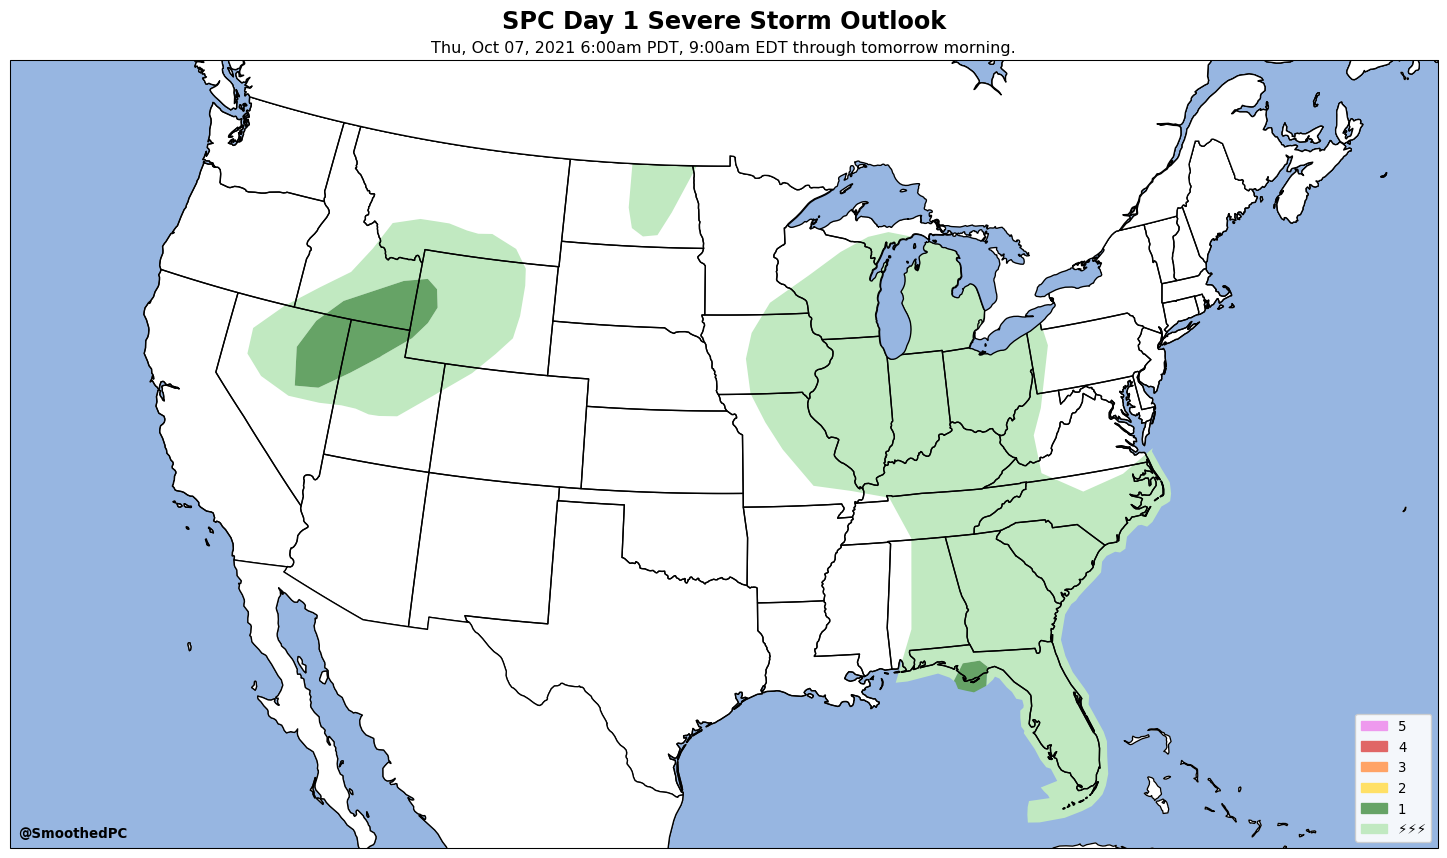 SPC Day 1 Severe Storm Outlook
Thu, Oct 07, 2021 6:00am PDT, 9:00am EDT through tomorrow morning.
5
4
3
2
1
⚡⚡⚡
@SmoothedPC